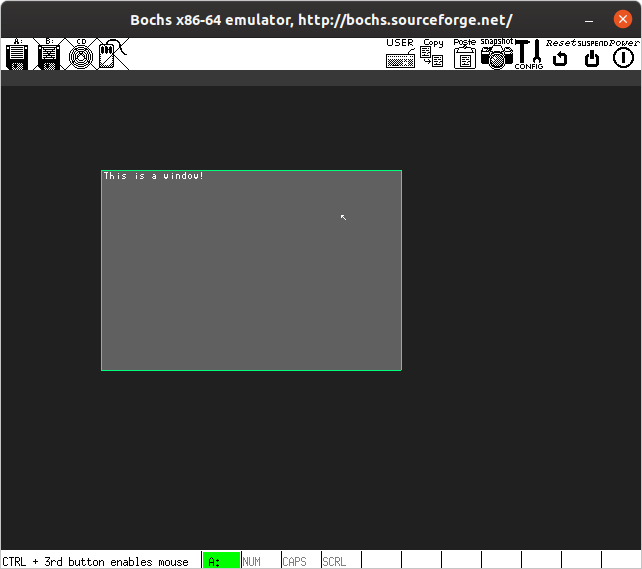 Bochs x86-64 emulator, http://bochs.sourceforge.net/
A: B: CD USER Copy Paste snapshot CONFIG Reset SUSPEND Power
This is a window!
CTRL + 3rd button enables mouse A: NUM CAPS SCRL